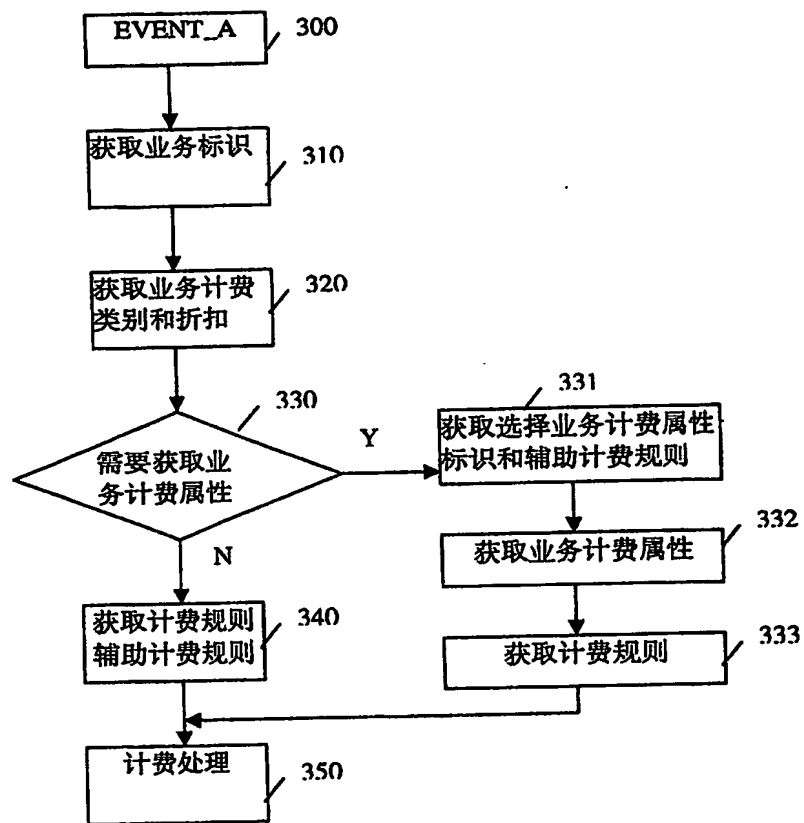 EVENT_A
300
获取业务标识
310
获取业务计费
类别和折扣
320
330
需要获取业
务计费属性
Y
N
331
获取选择业务计费属性
标识和辅助计费规则
获取业务计费属性
332
获取计费规则
333
获取计费规则
辅助计费规则
340
计费处理
350